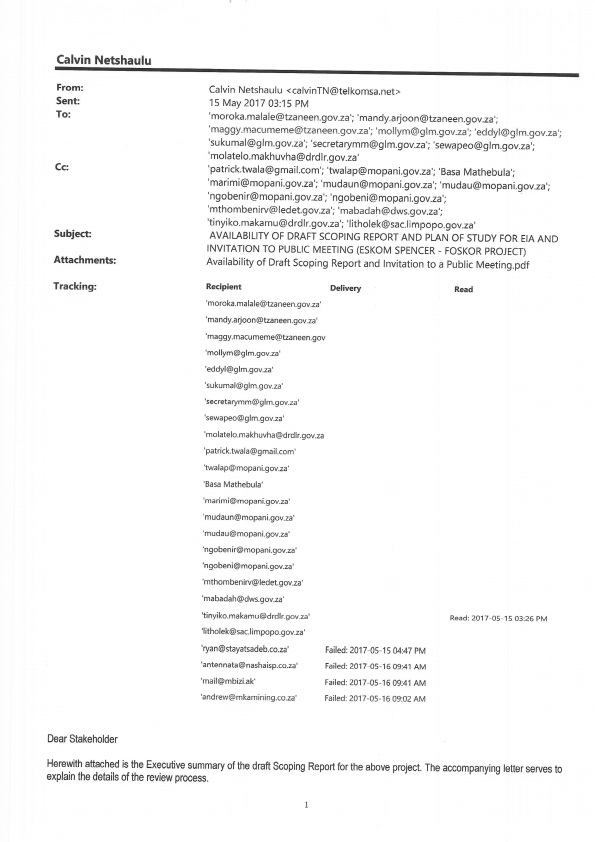 Calvin Netshaulu
From: Calvin Netshaulu <calvinTN@telkomsa.net>
Sent: 15 May 2017 03:15 PM
To: 'moroka.malale@tzaneen.gov.za'; 'mandy.arjoon@tzaneen.gov.za';
'maggy.macumeme@tzaneen.gov.za'; 'mollym@glm.gov.za'; 'eddyl@glm.gov.za';
'sukumal@glm.gov.za'; 'secretarymm@glm.gov.za'; 'sewapeo@glm.gov.za';
'molatelo.makhuvha@drdlr.gov.za'
Cc: 'patrick.twala@gmail.com'; 'twalap@mopani.gov.za'; 'Basa Mathebula';
'marimi@mopani.gov.za'; 'mudaun@mopani.gov.za'; 'mudau@mopani.gov.za';
'ngobenir@mopani.gov.za'; 'ngobeni@mopani.gov.za';
'mthombenirv@ledet.gov.za'; 'mabadah@dws.gov.za';
'tinyiko.makamu@drdlr.gov.za'; 'litholek@sac.limpopo.gov.za'
Subject: AVAILABILITY OF DRAFT SCOPING REPORT AND PLAN OF STUDY FOR EIA AND
INVITATION TO PUBLIC MEETING (ESKOM SPENCER - FOSKOR PROJECT)
Attachments: Availability of Draft Scoping Report and Invitation to a Public Meeting.pdf
Tracking: Recipient Delivery Read
'moroka.malale@tzaneen.gov.za'
'mandy.arjoon@tzaneen.gov.za'
'maggy.macumeme@tzaneen.gov
'mollym@glm.gov.za'
'eddyl@glm.gov.za'
'sukumal@glm.gov.za'
'secretarymm@glm.gov.za'
'sewapeo@glm.gov.za'
'molatelo.makhuvha@drdlr.gov.za
'patrick.twala@gmail.com'
'twalap@mopani.gov.za'
'Basa Mathebula'
'marimi@mopani.gov.za'
'mudaun@mopani.gov.za'
'mudau@mopani.gov.za'
'ngobenir@mopani.gov.za'
'ngobeni@mopani.gov.za'
'mthombenirv@ledet.gov.za'
'mabadah@dws.gov.za'
'tinyiko.makamu@drdlr.gov.za' Read: 2017-05-15 03:26 PM
'litholek@sac.limpopo.gov.za'
'ryan@stayatsadeb.co.za' Failed: 2017-05-15 04:47 PM
'antennata@nashaisp.co.za' Failed: 2017-05-16 09:41 AM
'mail@mbizi.ak' Failed: 2017-05-16 09:41 AM
'andrew@mkamining.co.za' Failed: 2017-05-16 09:02 AM
Dear Stakeholder
Herewith attached is the Executive summary of the draft Scoping Report for the above project. The accompanying letter serves to
explain the details of the review process.
1